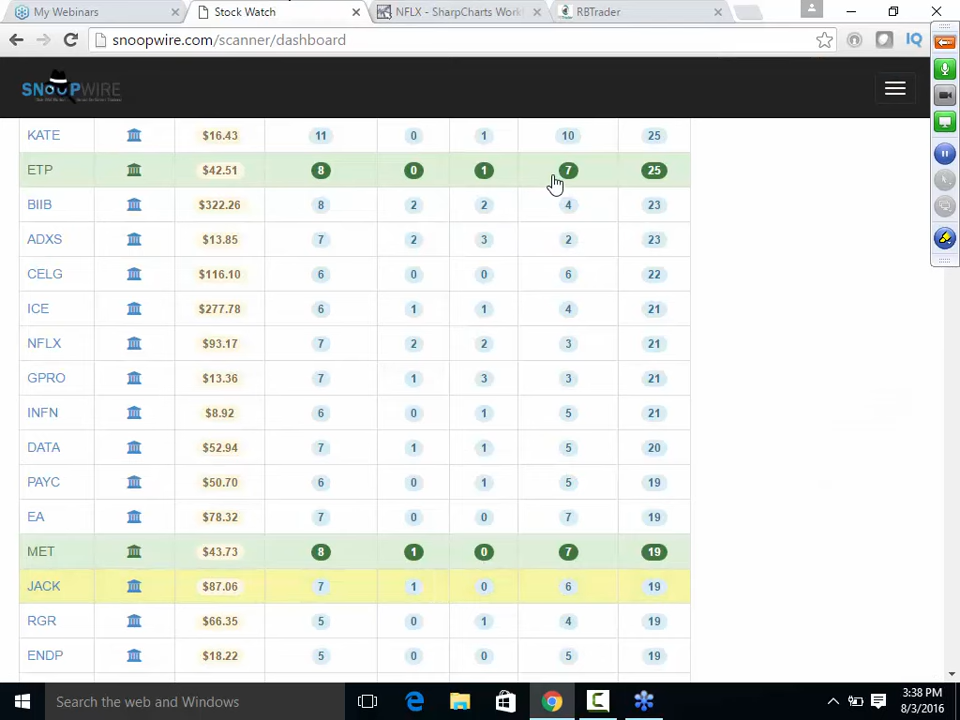 My Webinars
Stock Watch
NFLX - SharpCharts Work
RBTrader
snoopwire.com/scanner/dashboard
IQ
SNOOPWIRE
KATE $16.43 11 0 1 10 25
ETP $42.51 8 0 1 7 25
BIIB $322.26 8 2 2 4 23
ADXS $13.85 7 2 3 2 23
CELG $116.10 6 0 0 6 22
ICE $277.78 6 1 1 4 21
NFLX $93.17 7 2 2 3 21
GPRO $13.36 7 1 3 3 21
INFN $8.92 6 0 1 5 21
DATA $52.94 7 1 1 5 20
PAYC $50.70 6 0 1 5 19
EA $78.32 7 0 0 7 19
MET $43.73 8 1 0 7 19
JACK $87.06 7 1 0 6 19
RGR $66.35 5 0 1 4 19
ENDP $18.22 5 0 0 5 19
Search the web and Windows
3:38 PM
8/3/2016